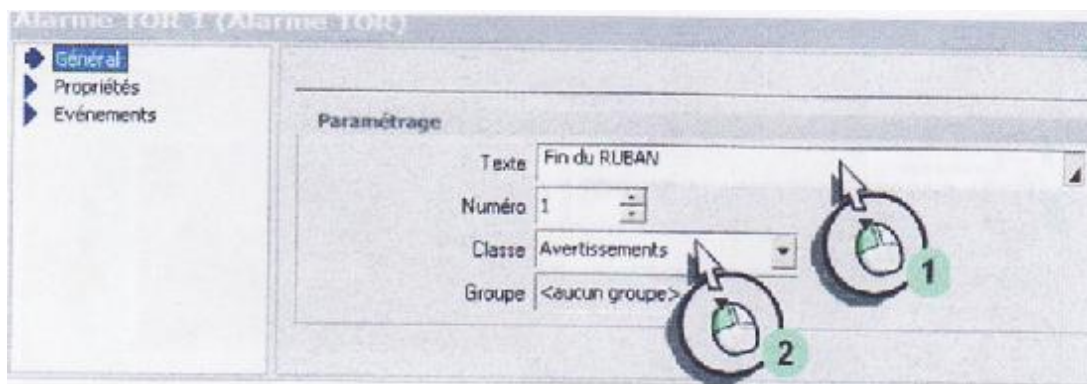 Alarme TOR 1 (Alarme TOR)
Général
Propriétés
Evénements
Paramétrage
Texte Fin du RUBAN
Numéro 1
Classe Avertissements
Groupe <aucun groupe>
1
2